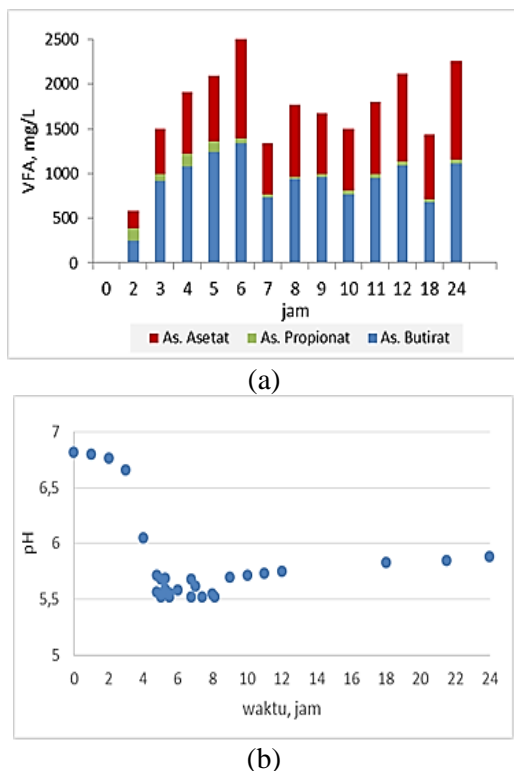 2500
2000
1500
1000
500
0
VFA, mg/L
0 2 3 4 5 6 7 8 9 10 11 12 18 24
jam
As. Asetat As. Propionat As. Butirat
(a)
7
6,5
6
5,5
5
pH
0 2 4 6 8 10 12 14 16 18 20 22 24
waktu, jam
(b)